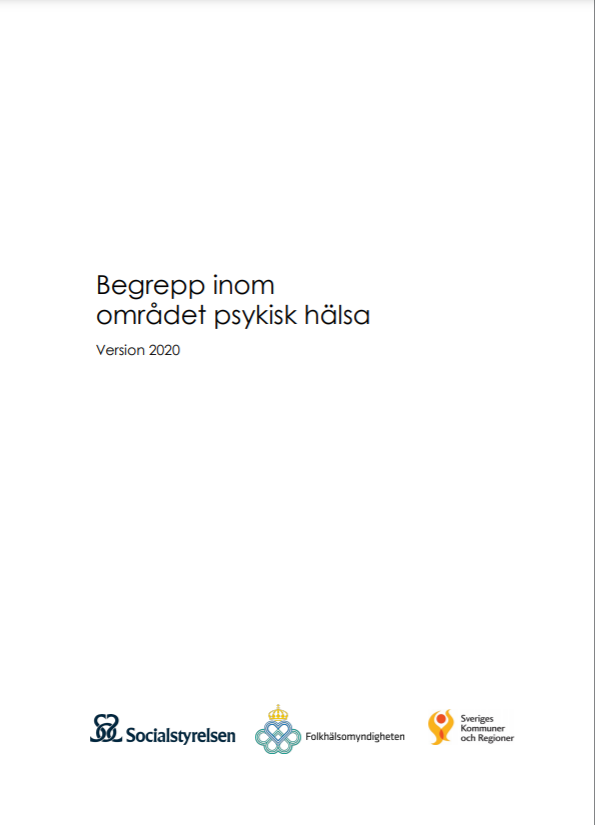 Begrepp inom
området psykisk hälsa
Version 2020
Socialstyrelsen
Folkhälsomyndigheten
Sveriges
Kommuner
och Regioner